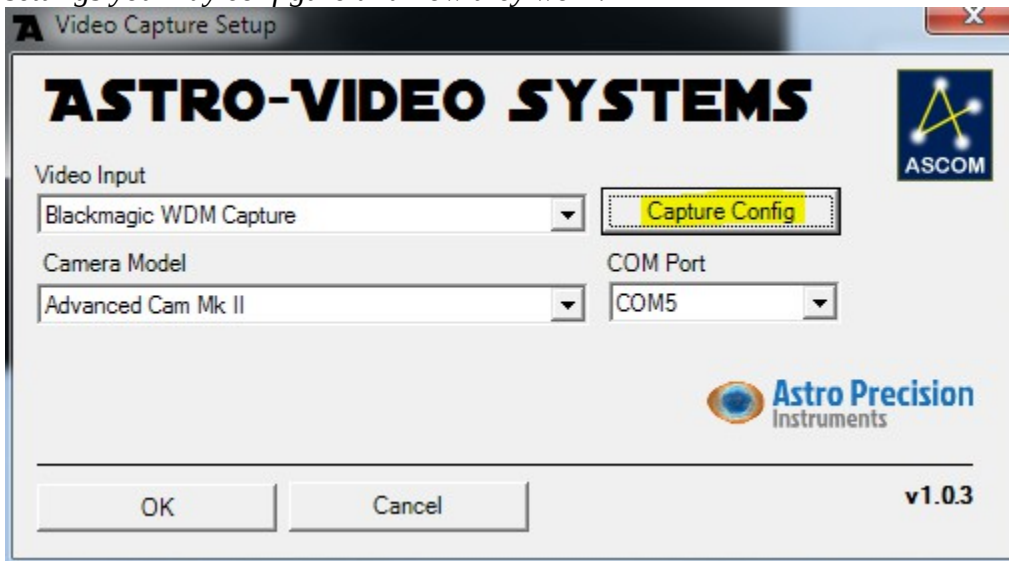 Video Capture Setup
ASTRO-VIDEO SYSTEMS
ASCOM
Video Input
Blackmagic WDM Capture
Capture Config
Camera Model
COM Port
Advanced Cam Mk II
COM5
Astro Precision
Instruments
OK
Cancel
v1.0.3